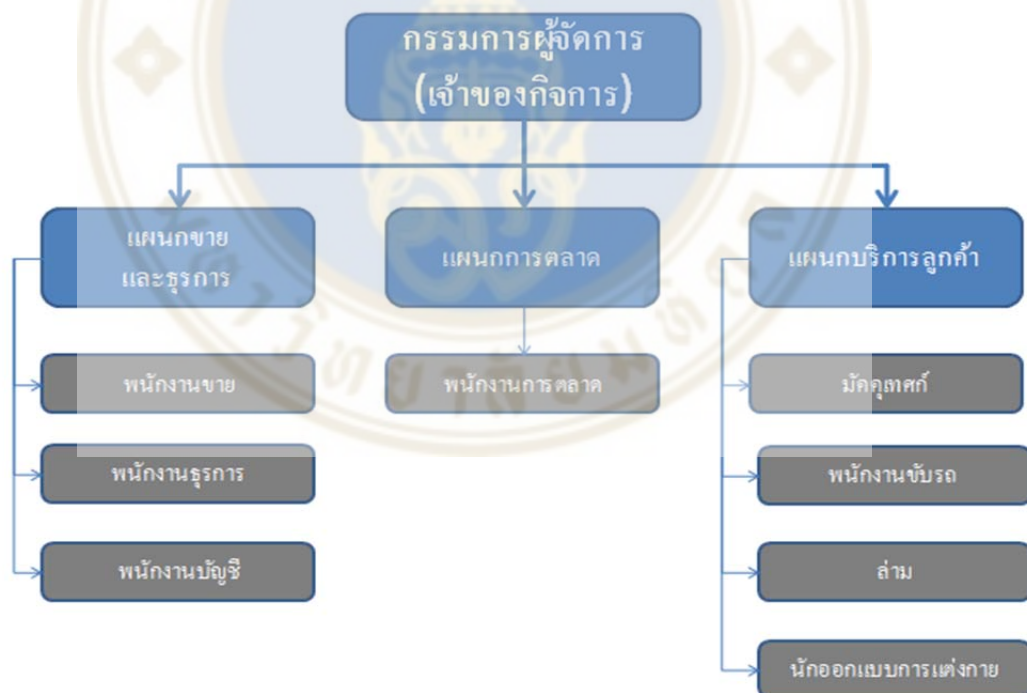 กรรมการผู้จัดการ
(เจ้าของกิจการ)
แผนกขาย
และธุรการ
แผนกการตลาด
แผนกบริการลูกค้า
พนักงานขาย
พนักงานการตลาด
มัคคุเทศก์
พนักงานธุรการ
พนักงานขับรถ
พนักงานบัญชี
ล่าม
นักออกแบบการแต่งกาย